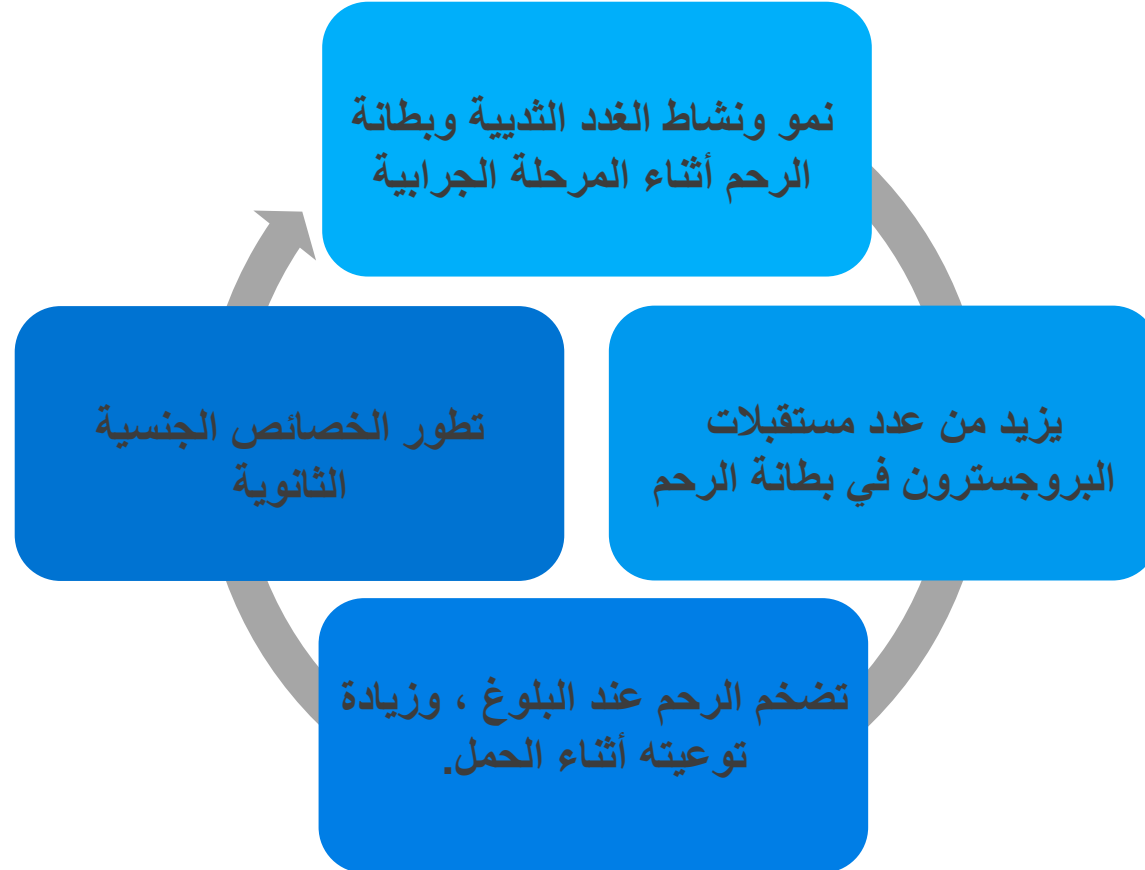 نمو ونشاط الغدد الثديية وبطانة
الرحم أثناء المرحلة الجرابية
يزيد من عدد مستقبلات
البروجسترون في بطانة الرحم
تضخم الرحم عند البلوغ ، وزيادة
توعيته أثناء الحمل.
تطور الخصائص الجنسية
الثانوية